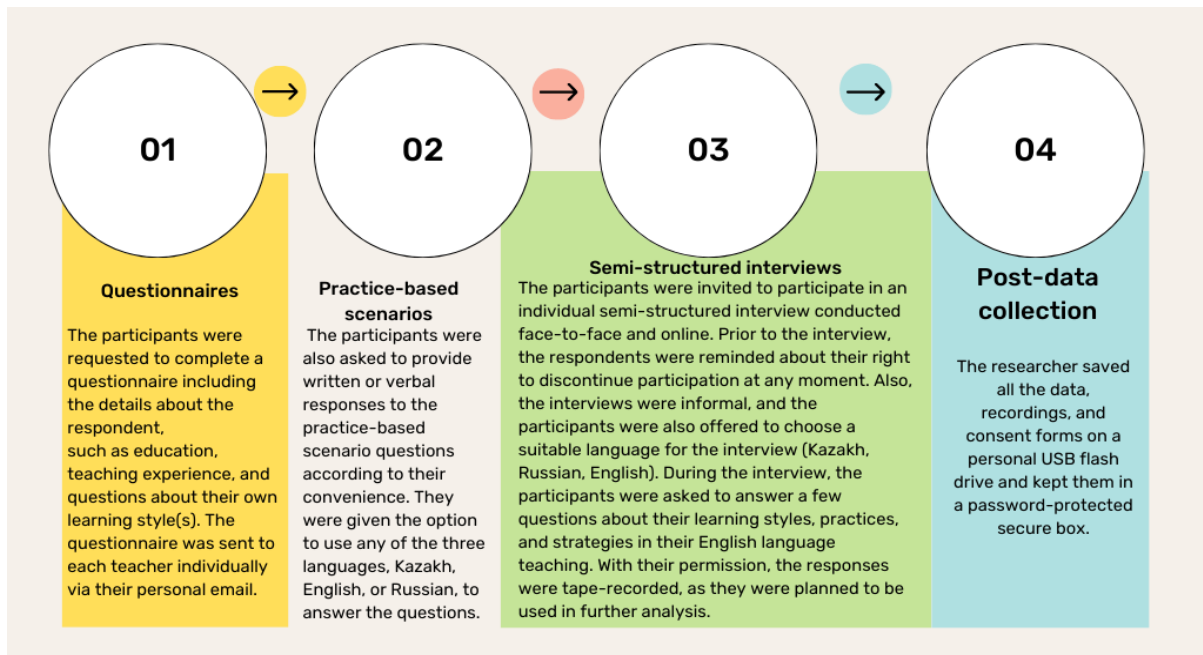 01
Questionnaires
The participants were
requested to complete a
questionnaire including
the details about the
respondent,
such as education,
teaching experience, and
questions about their own
learning style(s). The
questionnaire was sent to
each teacher individually
via their personal email.
02
Practice-based
scenarios
The participants were
also asked to provide
written or verbal
responses to the
practice-based
scenario questions
according to their
convenience. They
were given the option
to use any of the three
languages, Kazakh,
English, or Russian, to
answer the questions.
03
Semi-structured interviews
The participants were invited to participate in an
individual semi-structured interview conducted
face-to-face and online. Prior to the interview,
the respondents were reminded about their right
to discontinue participation at any moment. Also,
the interviews were informal, and the
participants were also offered to choose a
suitable language for the interview (Kazakh,
Russian, English). During the interview, the
participants were asked to answer a few
questions about their learning styles, practices,
and strategies in their English language
teaching. With their permission, the responses
were tape-recorded, as they were planned to be
used in further analysis.
04
Post-data
collection
The researcher saved
all the data,
recordings, and
consent forms on a
personal USB flash
drive and kept them in
a password-protected
secure box.